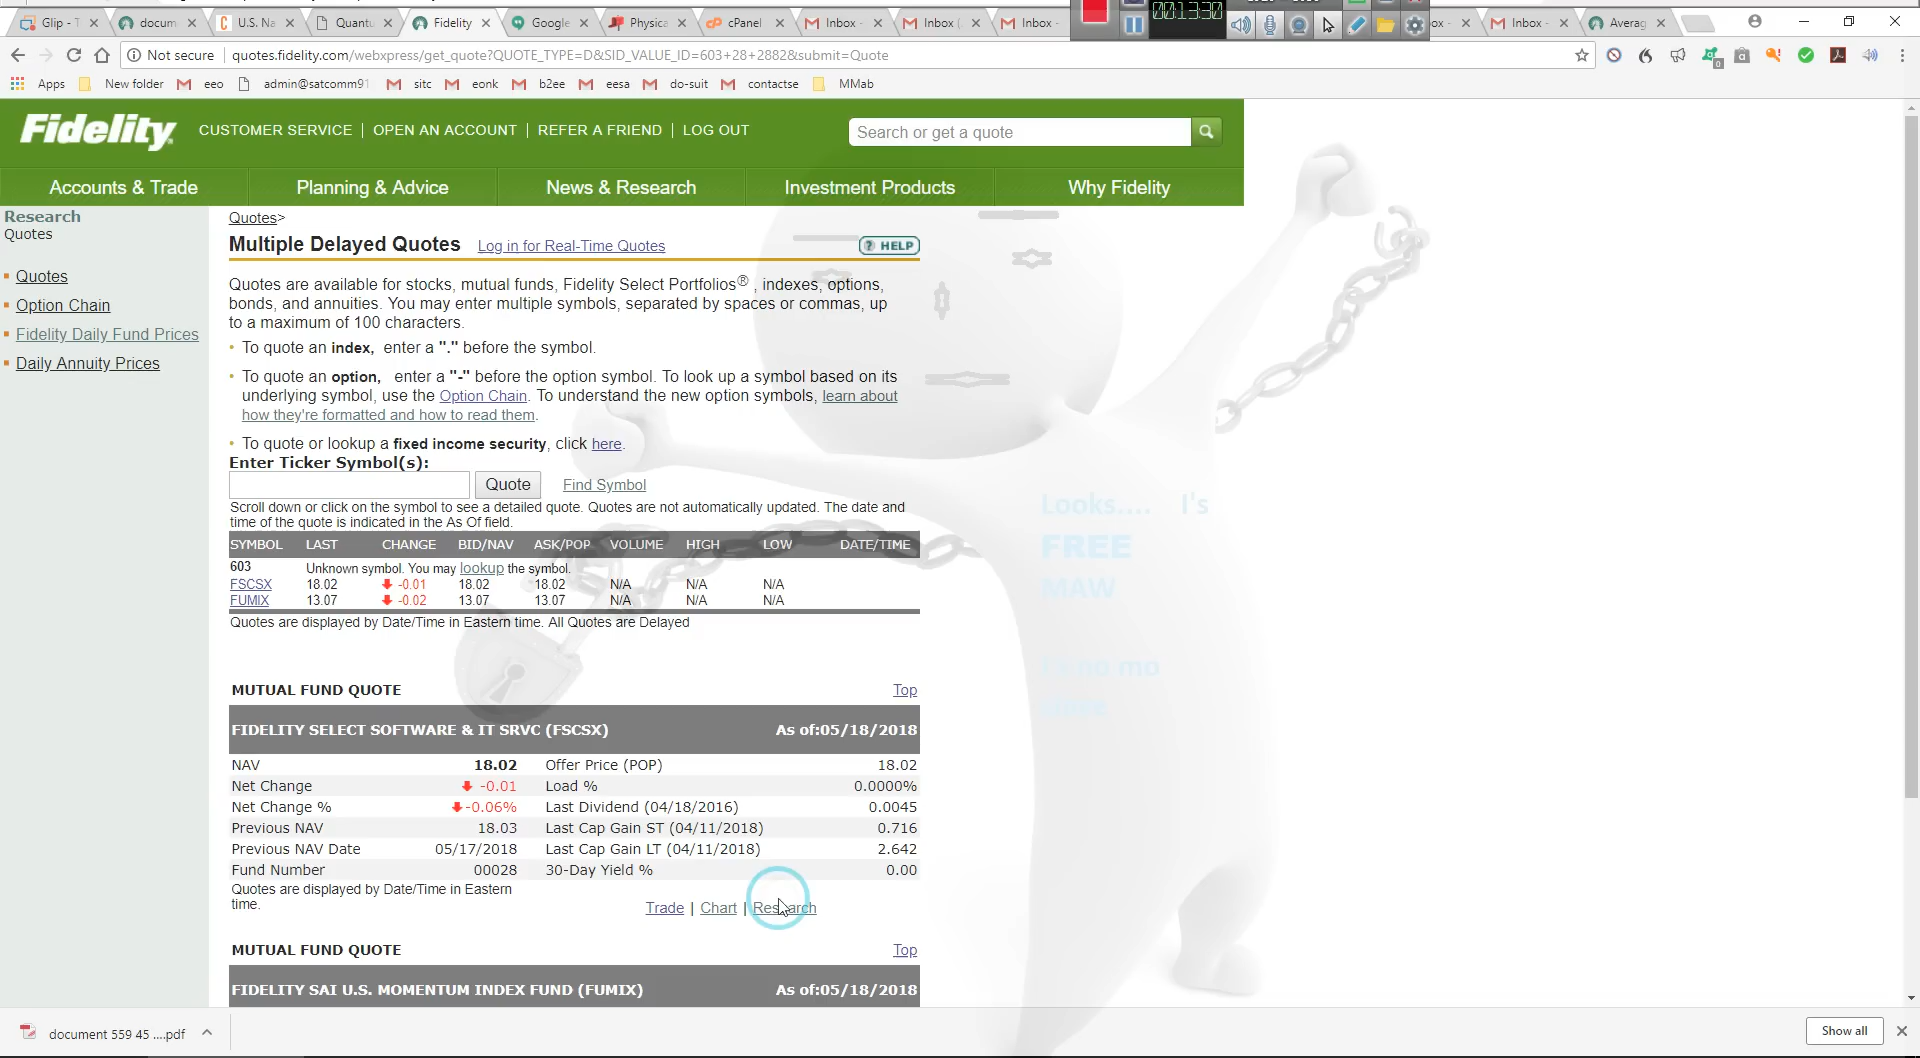 Glip - T
docum
U.S. Na
Quantu
Fidelity
Google
Physica
cPanel
Inbox -
Inbox (
Inbox -
00:13:30
ox -
Inbox -
Averag
Not secure
quotes.fidelity.com/webxpress/get_quote?QUOTE_TYPE=D&SID_VALUE_ID=603+28+2882&submit=Quote
Apps New folder eeo admin@satcomm91 sitc eonk b2ee eesa do-suit contactse MMab
Fidelity
CUSTOMER SERVICE | OPEN AN ACCOUNT | REFER A FRIEND | LOG OUT
Search or get a quote
Accounts & Trade Planning & Advice News & Research Investment Products Why Fidelity
Research
Quotes
Quotes
Option Chain
Fidelity Daily Fund Prices
Daily Annuity Prices
Quotes>
Multiple Delayed Quotes Log in for Real-Time Quotes ? HELP
Quotes are available for stocks, mutual funds, Fidelity Select Portfolios® , indexes, options,
bonds, and annuities. You may enter multiple symbols, separated by spaces or commas, up
to a maximum of 100 characters.
To quote an index, enter a "." before the symbol.
To quote an option, enter a "-" before the option symbol. To look up a symbol based on its
underlying symbol, use the Option Chain. To understand the new option symbols, learn about
how they're formatted and how to read them.
To quote or lookup a fixed income security, click here.
Enter Ticker Symbol(s):
Quote Find Symbol
Scroll down or click on the symbol to see a detailed quote. Quotes are not automatically updated. The date and
time of the quote is indicated in the As Of field.
SYMBOL LAST CHANGE BID/NAV ASK/POP VOLUME HIGH LOW DATE/TIME
603 Unknown symbol. You may lookup the symbol.
FSCSX 18.02 -0.01 18.02 18.02 N/A N/A N/A
FUMIX 13.07 -0.02 13.07 13.07 N/A N/A N/A
Quotes are displayed by Date/Time in Eastern time. All Quotes are Delayed
Looks.... I's
FREE
MAW
MUTUAL FUND QUOTE Top
FIDELITY SELECT SOFTWARE & IT SRVC (FSCSX) As of:05/18/2018
NAV 18.02 Offer Price (POP) 18.02
Net Change -0.01 Load % 0.0000%
Net Change % -0.06% Last Dividend (04/18/2016) 0.0045
Previous NAV 18.03 Last Cap Gain ST (04/11/2018) 0.716
Previous NAV Date 05/17/2018 Last Cap Gain LT (04/11/2018) 2.642
Fund Number 00028 30-Day Yield % 0.00
Quotes are displayed by Date/Time in Eastern
time.
Trade | Chart | Research
MUTUAL FUND QUOTE Top
FIDELITY SAI U.S. MOMENTUM INDEX FUND (FUMIX) As of:05/18/2018
document 559 45 ....pdf
Show all